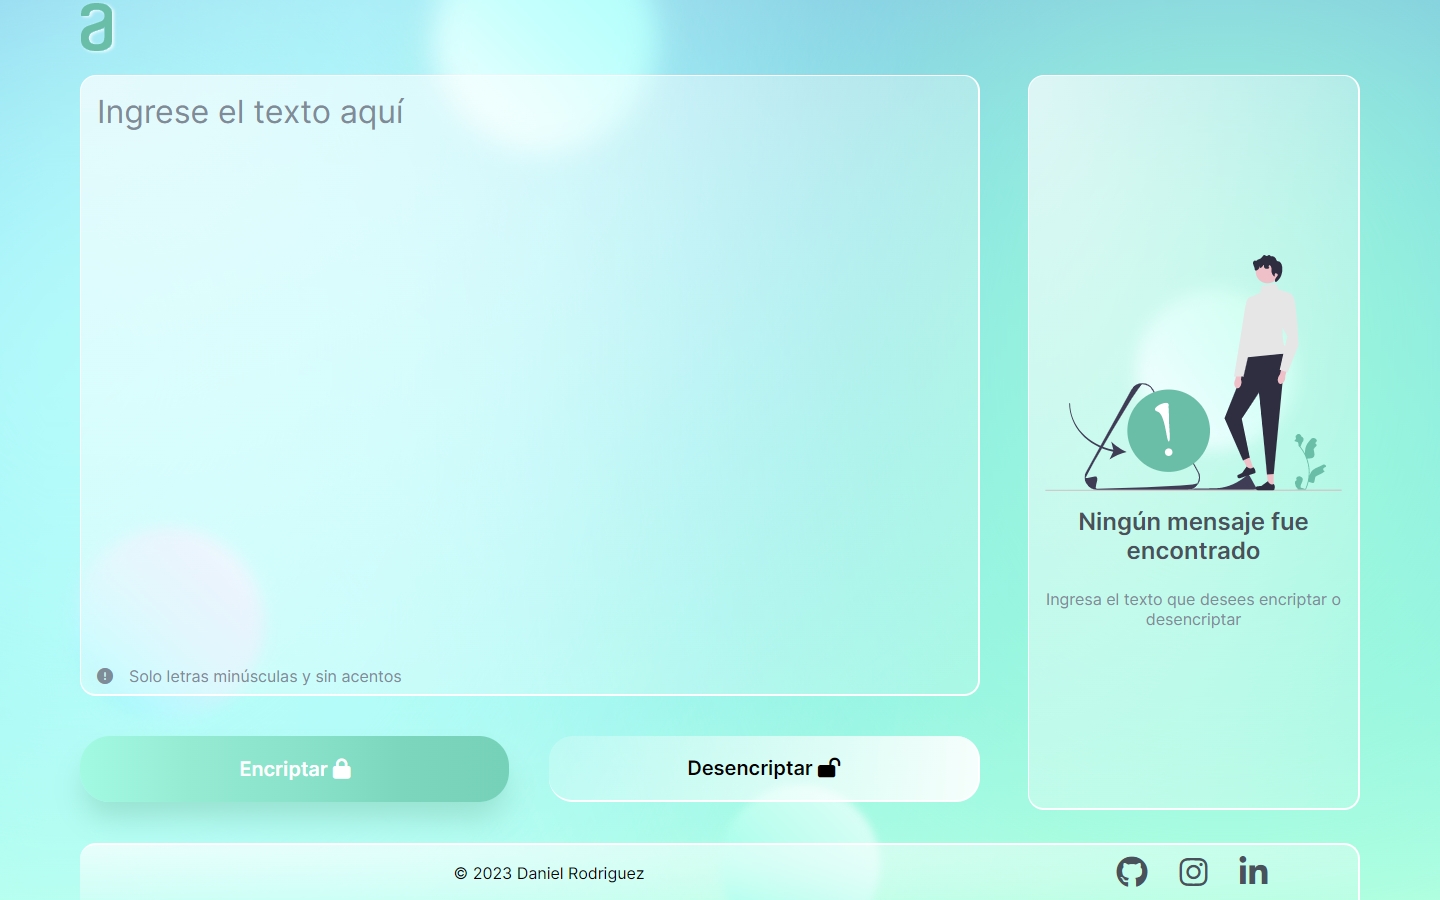 a
Ingrese el texto aquí
Solo letras minúsculas y sin acentos
Encriptar
Desencriptar
Ningún mensaje fue
encontrado
Ingresa el texto que desees encriptar o
desencriptar
© 2023 Daniel Rodriguez
in